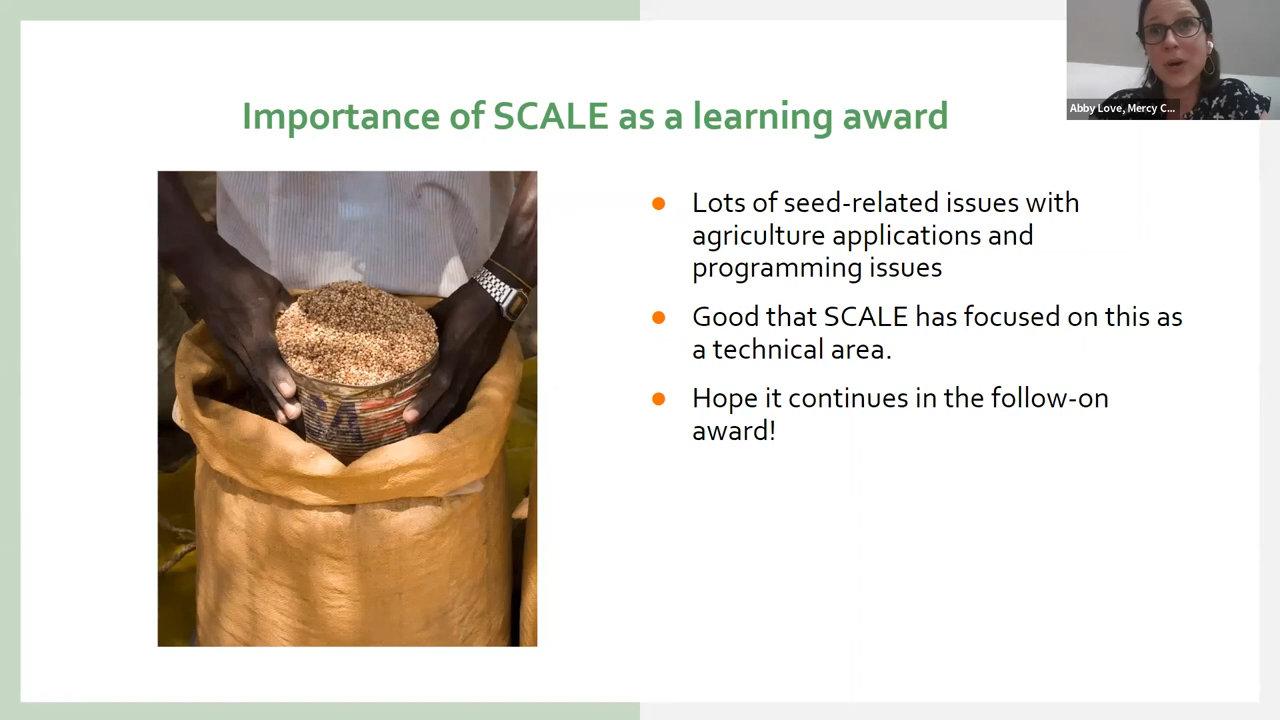 Abby Love, Mercy C...
Importance of SCALE as a learning award
Lots of seed-related issues with
agriculture applications and
programming issues
Good that SCALE has focused on this as
a technical area.
Hope it continues in the follow-on
award!